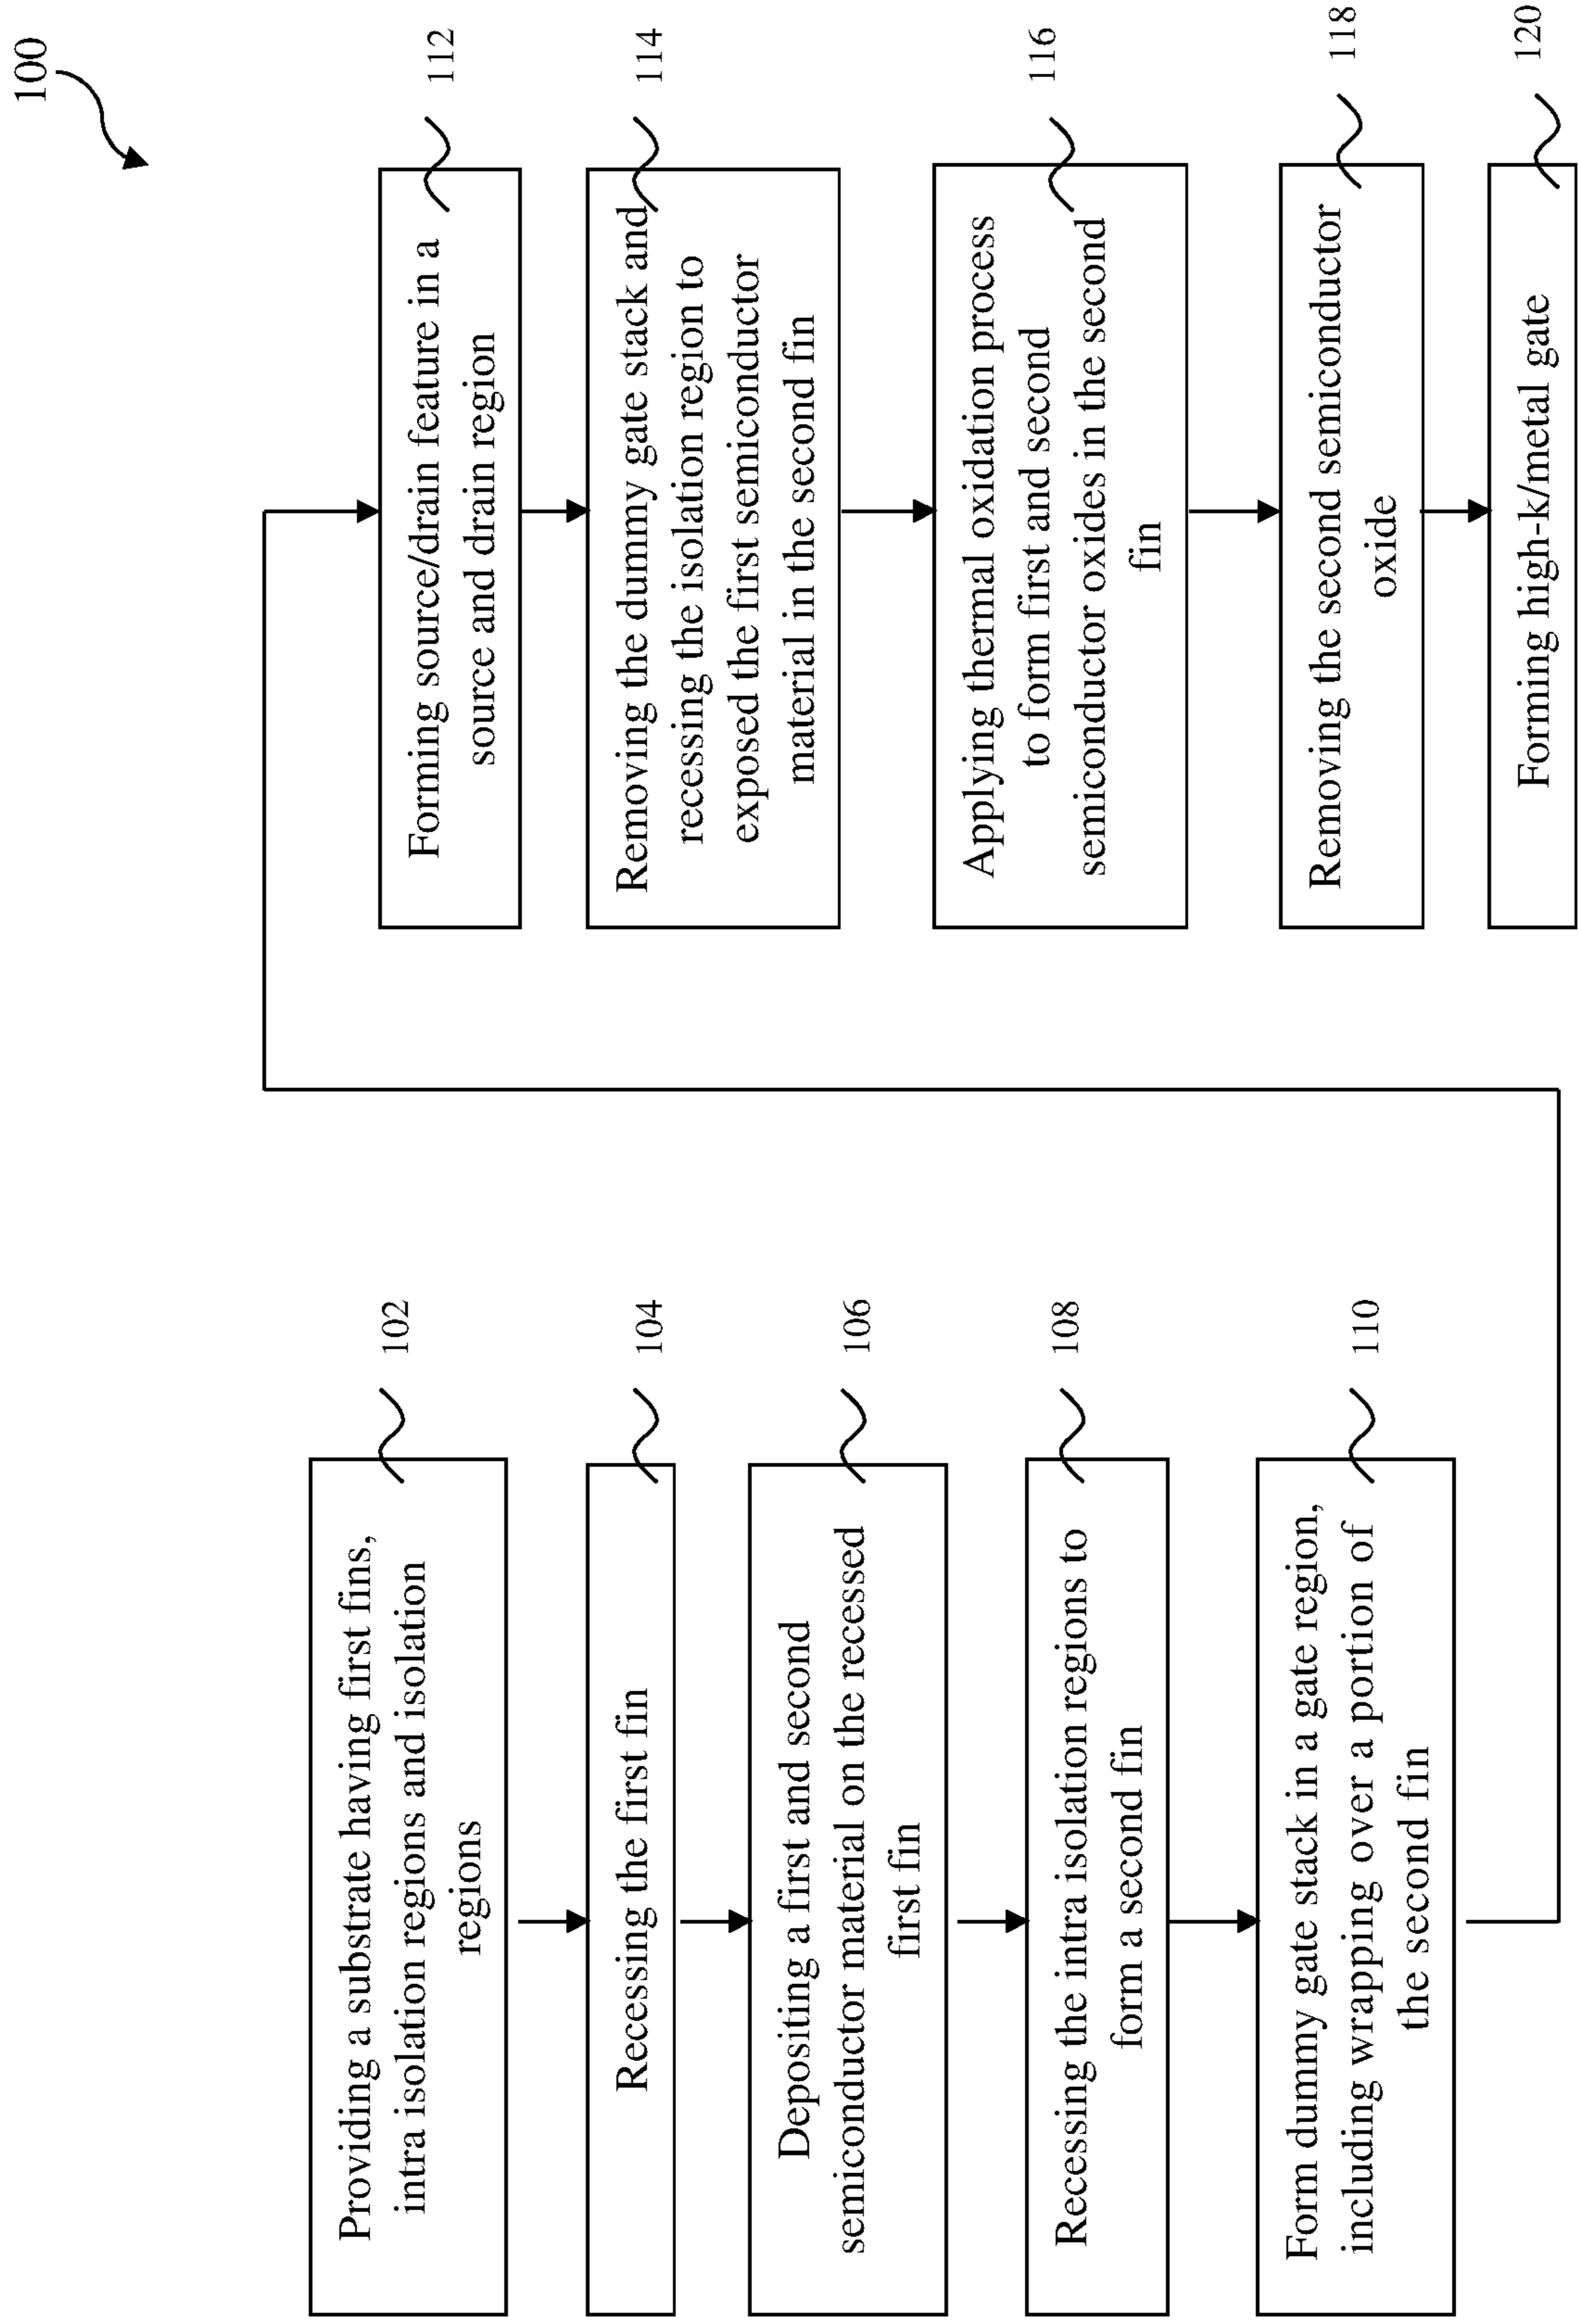 100
Providing a substrate having first fins,
intra isolation regions and isolation
regions
102
Recessing the first fin
104
Depositing a first and second
semiconductor material on the recessed
first fin
106
Recessing the intra isolation regions to
form a second fin
108
Form dummy gate stack in a gate region,
including wrapping over a portion of
the second fin
110
Forming source/drain feature in a
source and drain region
112
Removing the dummy gate stack and
recessing the isolation region to
exposed the first semiconductor
material in the second fin
114
Applying thermal oxidation process
to form first and second
semiconductor oxides in the second
fin
116
Removing the second semiconductor
oxide
118
Forming high-k/metal gate
120